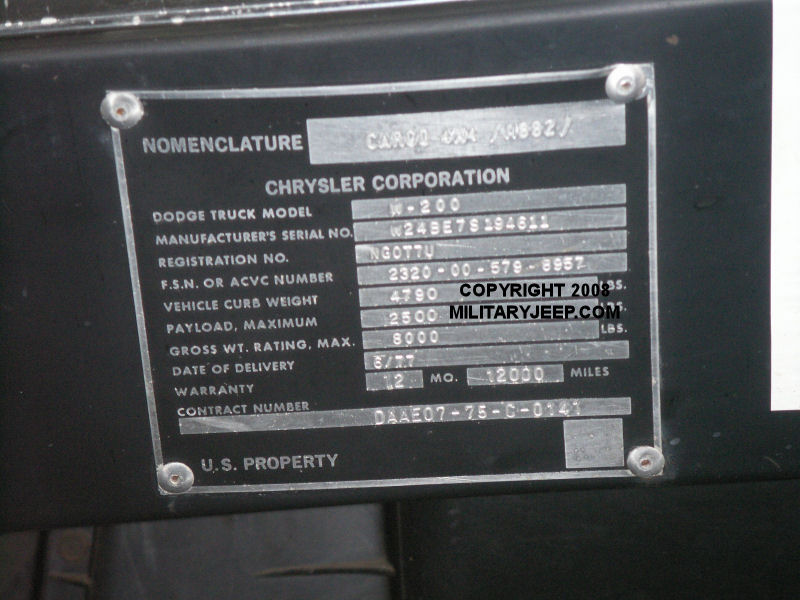 NOMENCLATURE CARGO 4X4 /M882/
CHRYSLER CORPORATION
DODGE TRUCK MODEL W-200
MANUFACTURER'S SERIAL NO. W24BE7S194611
REGISTRATION NO. NG0T7U
F.S.N. OR ACVC NUMBER 2320-00-579-8957
VEHICLE CURB WEIGHT 4790 LBS.
PAYLOAD, MAXIMUM 2500 LBS.
GROSS WT. RATING, MAX. 8000 LBS.
DATE OF DELIVERY 6/77
WARRANTY 12 MO. 12000 MILES
CONTRACT NUMBER
DAAE07-75-C-0141
U.S. PROPERTY
COPYRIGHT 2008
MILITARYJEEP.COM